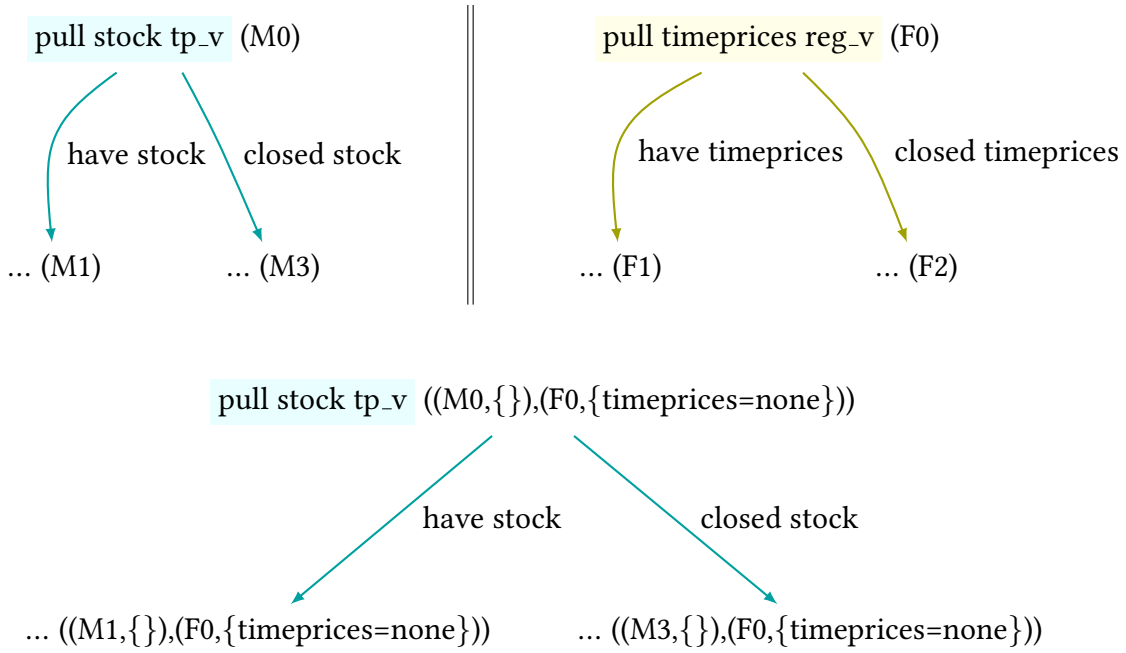 pull stock tp_v (M0)
pull timeprices reg_v (F0)
have stock
closed stock
have timeprices
closed timeprices
... (M1)
... (M3)
... (F1)
... (F2)
pull stock tp_v ((M0,{}),(F0,{timeprices=none}))
have stock
closed stock
... ((M1,{}),(F0,{timeprices=none}))
... ((M3,{}),(F0,{timeprices=none}))